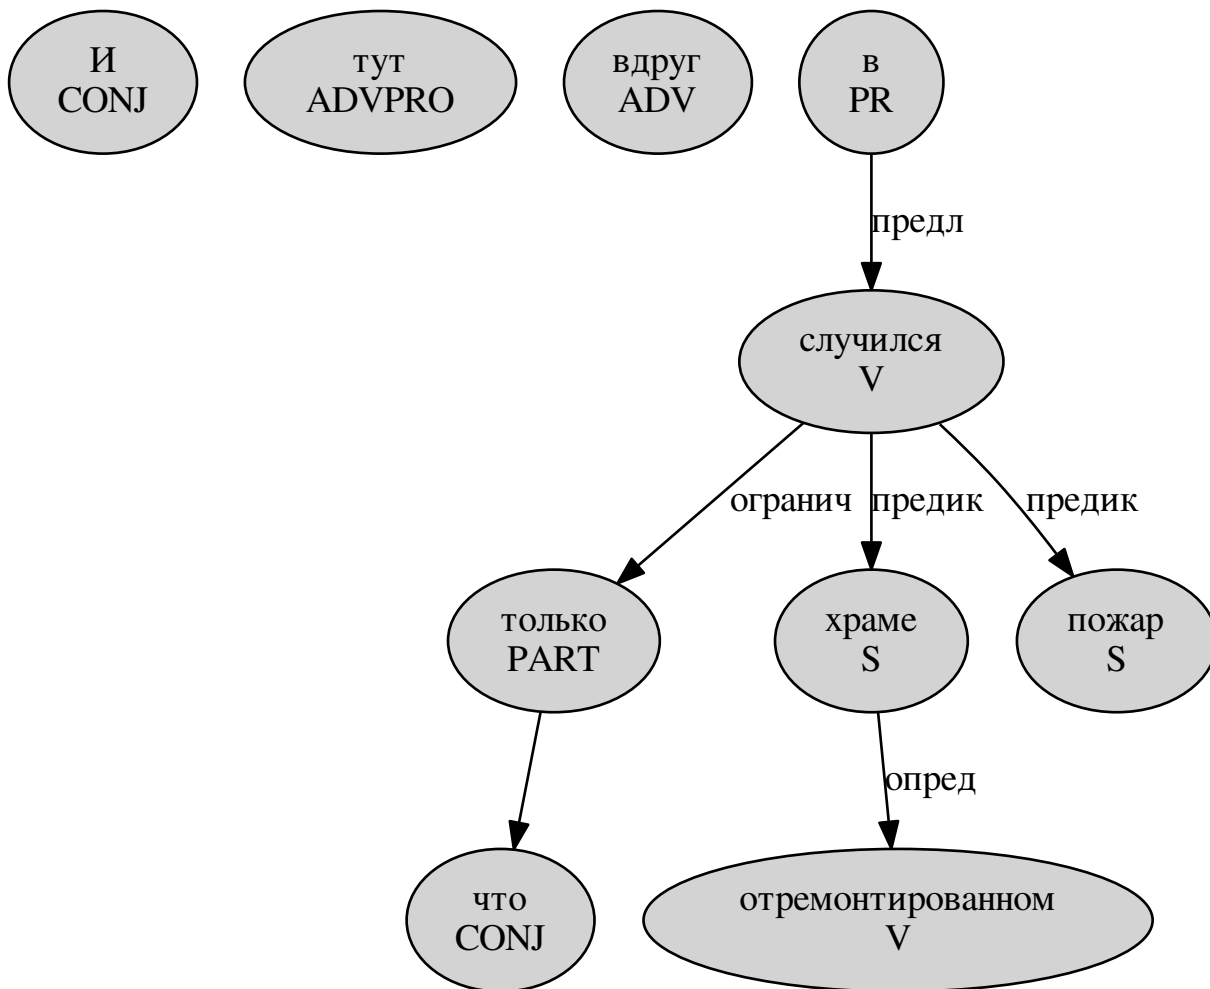 И
CONJ
тут
ADVPRO
вдруг
ADV
в
PR
предл
случился
V
огранич
предик
предик
только
PART
храме
S
пожар
S
опред
что
CONJ
отремонтированном
V